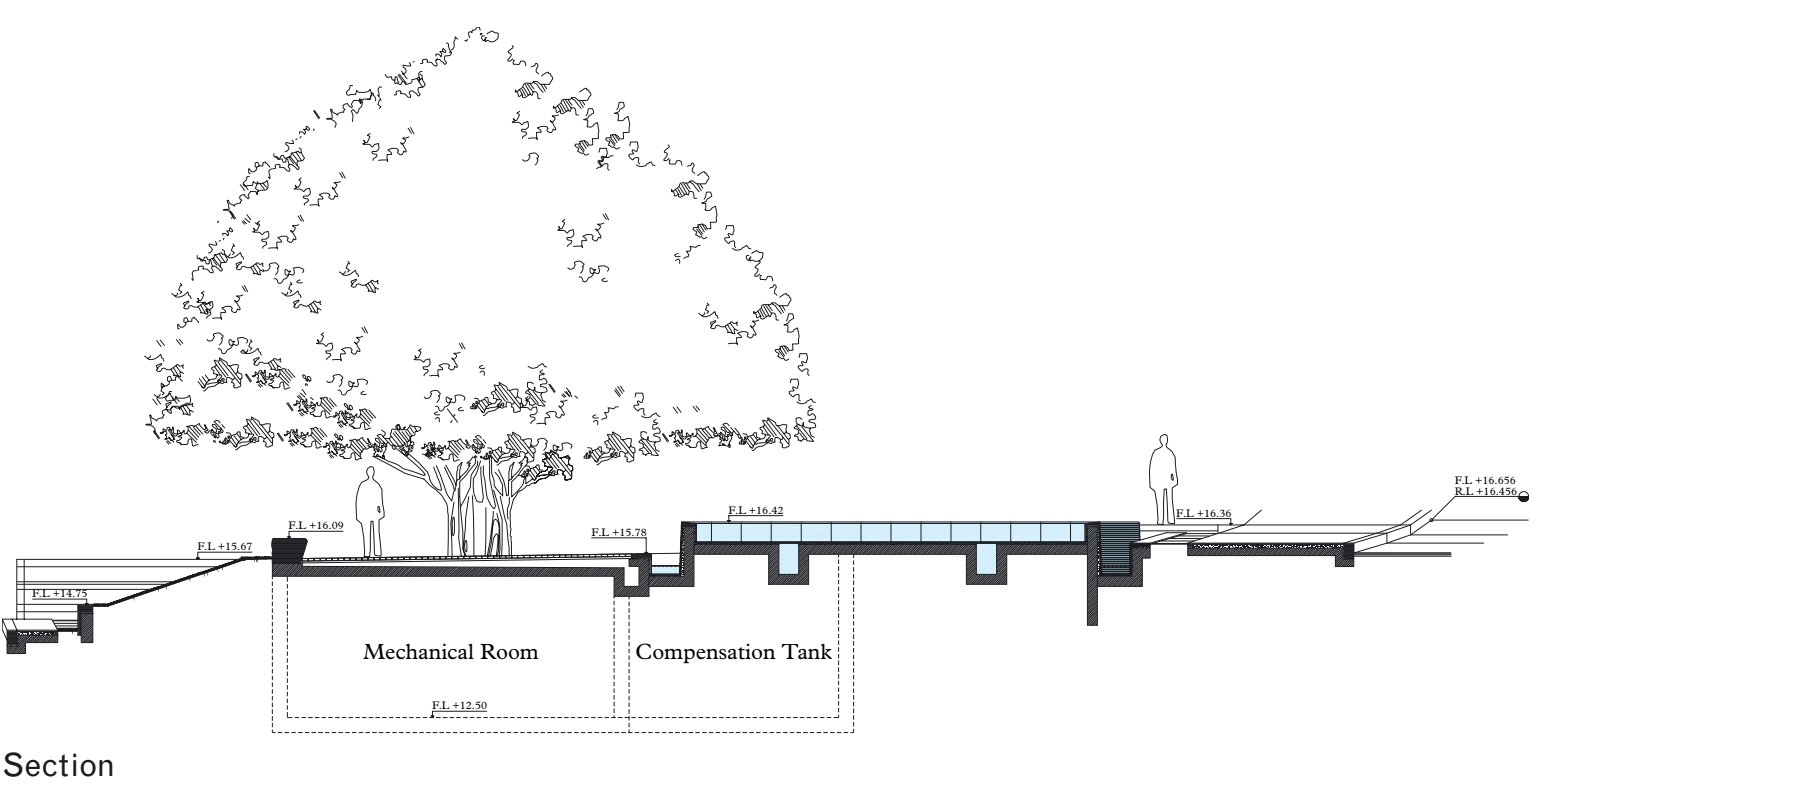 F.L +16.656
R.L +16.456
F.L +16.42
F.L +16.36
F.L +16.09
F.L +15.78
F.L +15.67
F.L +14.75
Mechanical Room
Compensation Tank
F.L +12.50
Section